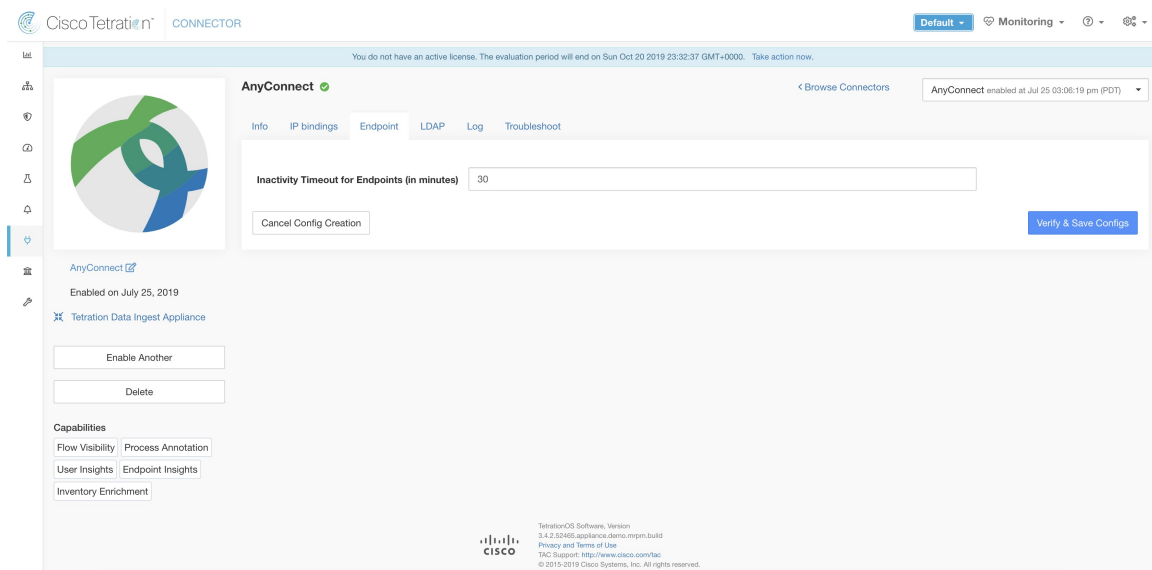 Cisco Tetration™ CONNECTOR
Default Monitoring
You do not have an active license. The evaluation period will end on Sun Oct 20 2019 23:32:37 GMT+0000. Take action now.
AnyConnect
< Browse Connectors
AnyConnect enabled at Jul 25 03:06:19 pm (PDT)
Info IP bindings Endpoint LDAP Log Troubleshoot
Inactivity Timeout for Endpoints (in minutes) 30
Cancel Config Creation
Verify & Save Configs
AnyConnect
Enabled on July 25, 2019
Tetration Data Ingest Appliance
Enable Another
Delete
Capabilities
Flow Visibility Process Annotation
User Insights Endpoint Insights
Inventory Enrichment
CISCO
TetrationOS Software, Version
3.4.2.52465.appliance.demo.mrpm.build
Privacy and Terms of Use
TAC Support: http://www.cisco.com/tac
© 2015-2019 Cisco Systems, Inc. All rights reserved.